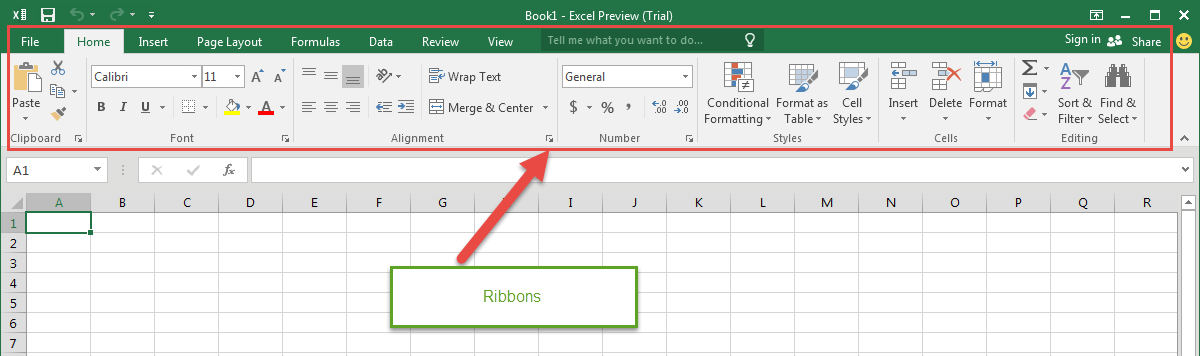 Book1 - Excel Preview (Trial)
File Home Insert Page Layout Formulas Data Review View Tell me what you want to do... Sign in Share
Calibri 11 Wrap Text General
Paste B I U A Merge & Center $ % , Conditional Formatting Format as Table Cell Styles Insert Delete Format Sort & Filter Find & Select
Clipboard Font Alignment Number Styles Cells Editing
A1 fx
A B C D E F G I J K L M N O P Q R
1
2
3
4
Ribbons
5
6
7